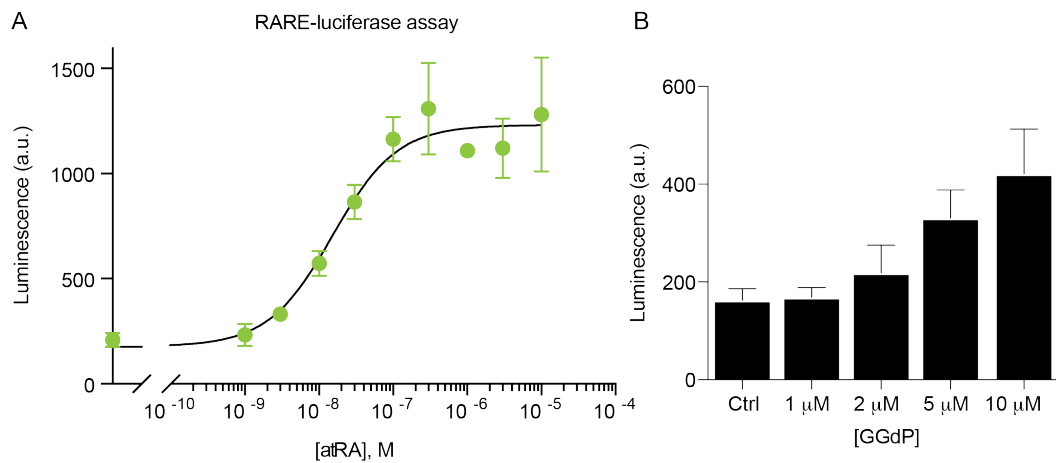 A
RARE-luciferase assay
Luminescence (a.u.)
1500
1000
500
0
10 -10
10 -9
10 -8
10 -7
10 -6
10 -5
10 -4
[atRA], M
B
Luminescence (a.u.)
600
400
200
0
Ctrl
1 µM
2 µM
5 µM
10 µM
[GGdP]